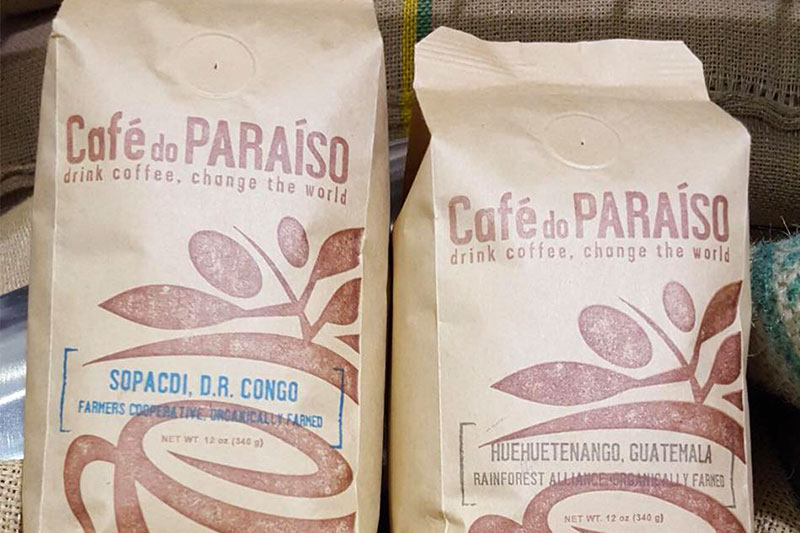 Café do PARAÍSO
drink coffee, change the world
SOPACDI, D.R. CONGO
FARMERS COOPERATIVE, ORGANICALLY FARMED
NET WT. 12 oz (340 g)
Café do PARAÍSO
drink coffee, change the world
HUEHUETENANGO, GUATEMALA
RAINFOREST ALLIANCE ORGANICALLY FARMED
NET WT. 12 oz (340 g)